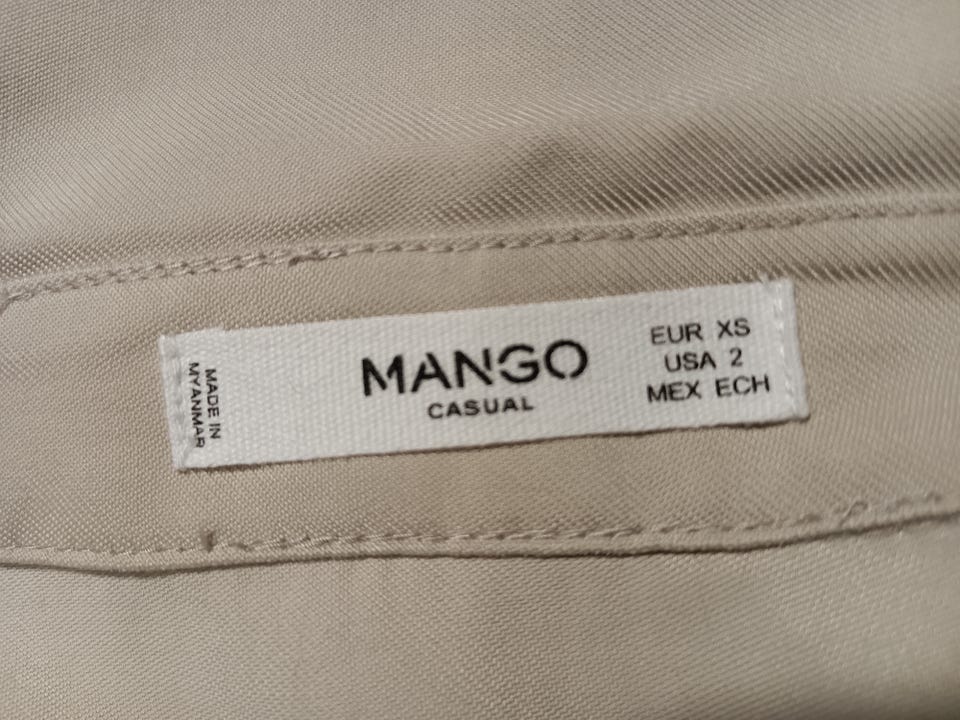 MADE IN
MYANMAR
MANGO
CASUAL
EUR XS
USA 2
MEX ECH